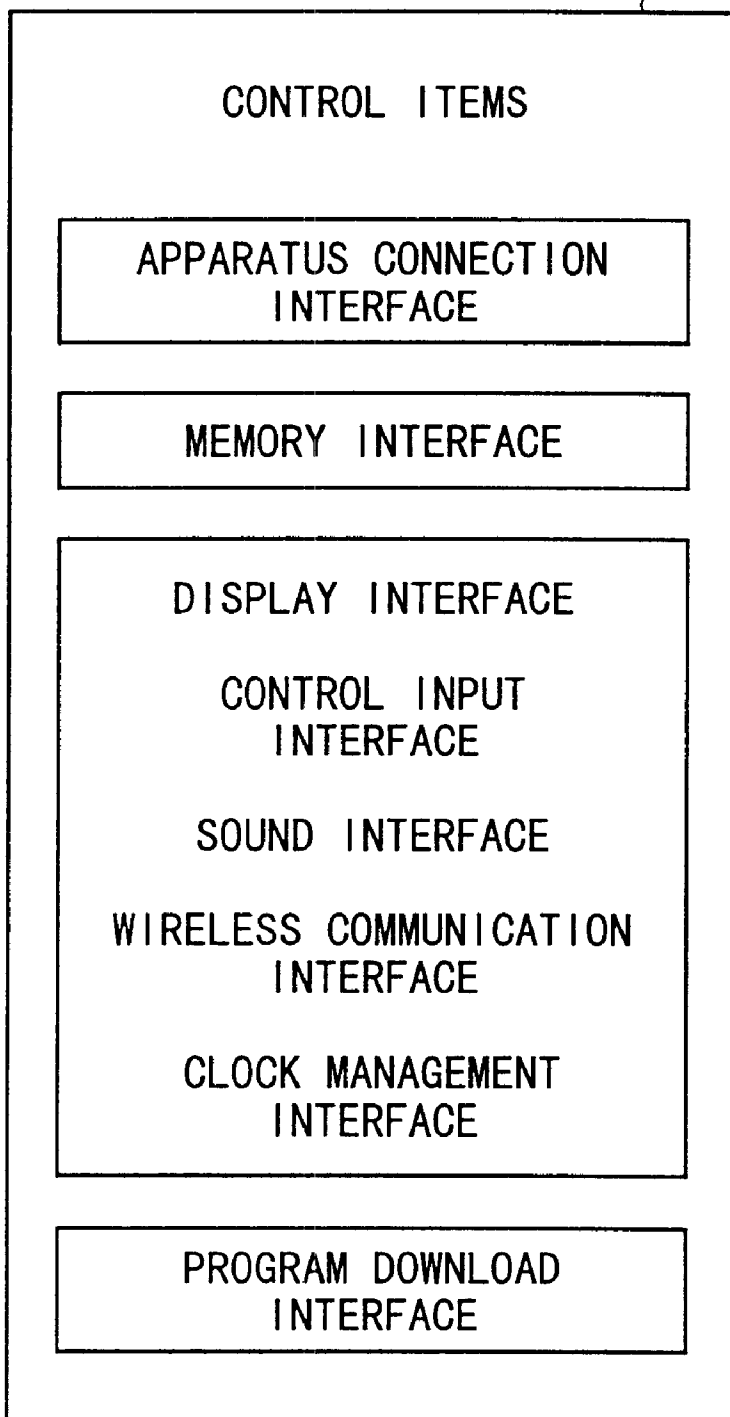 CONTROL ITEMS
APPARATUS CONNECTION
INTERFACE
MEMORY INTERFACE
DISPLAY INTERFACE
CONTROL INPUT
INTERFACE
SOUND INTERFACE
WIRELESS COMMUNICATION
INTERFACE
CLOCK MANAGEMENT
INTERFACE
PROGRAM DOWNLOAD
INTERFACE